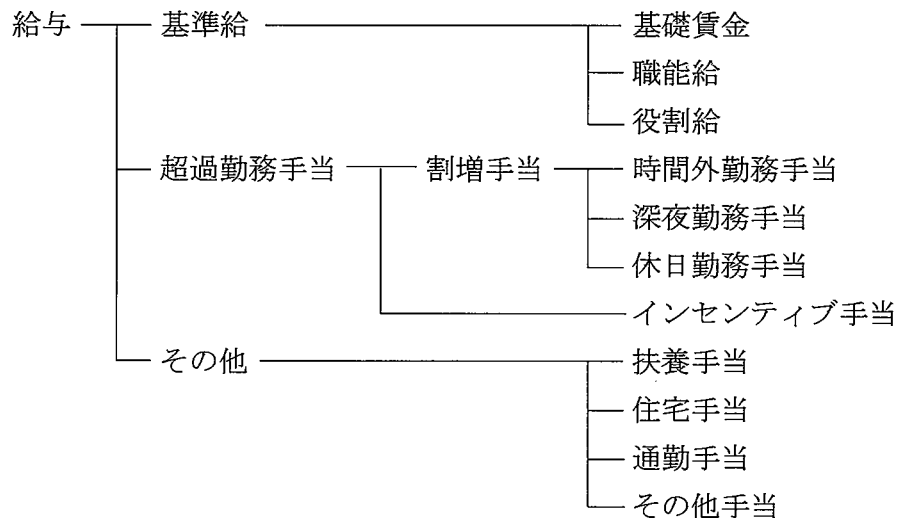 給与 基準給 基礎賃金
職能給
役割給
超過勤務手当 割増手当 時間外勤務手当
深夜勤務手当
休日勤務手当
インセンティブ手当
その他 扶養手当
住宅手当
通勤手当
その他手当